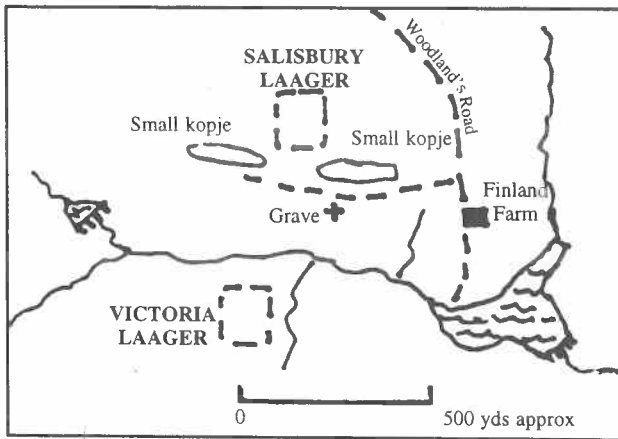 Woodland's Road
SALISBURY
LAAGER
Small kopje
Small kopje
Finland
Farm
Grave
VICTORIA
LAAGER
0
500 yds approx